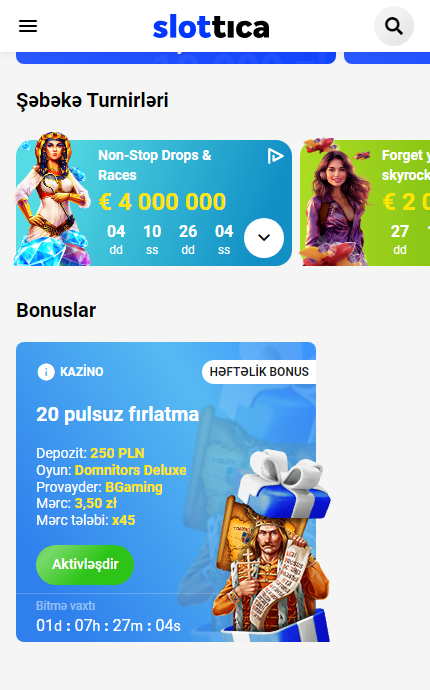 slottıca
Şəbəkə Turnirləri
Non-Stop Drops &
Races
€ 4 000 000
04 10 26 04
dd ss dd ss
Forget y
skyrock
€ 2 0
27
dd
Bonuslar
KAZİNO
HƏFTƏLİK BONUS
20 pulsuz fırlatma
Depozit: 250 PLN
Oyun: Domnitors Deluxe
Provayder: BGaming
Mərc: 3,50 zł
Mərc tələbi: x45
Aktivləşdir
Bitmə vaxtı
01d : 07h : 27m : 04s